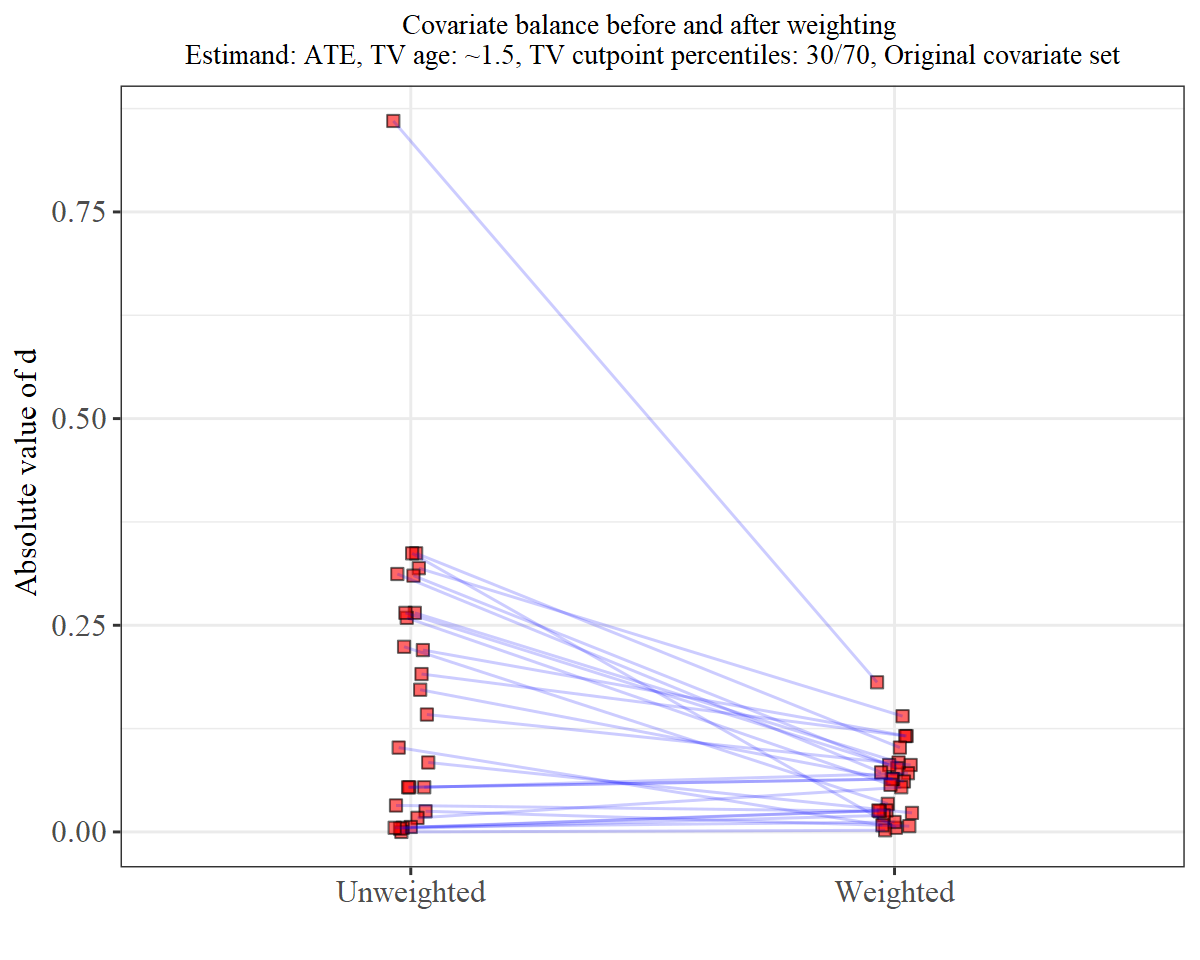 Covariate balance before and after weighting
Estimand: ATE, TV age: ~1.5, TV cutpoint percentiles: 30/70, Original covariate set
Absolute value of d
0.75
0.50
0.25
0.00
Unweighted
Weighted